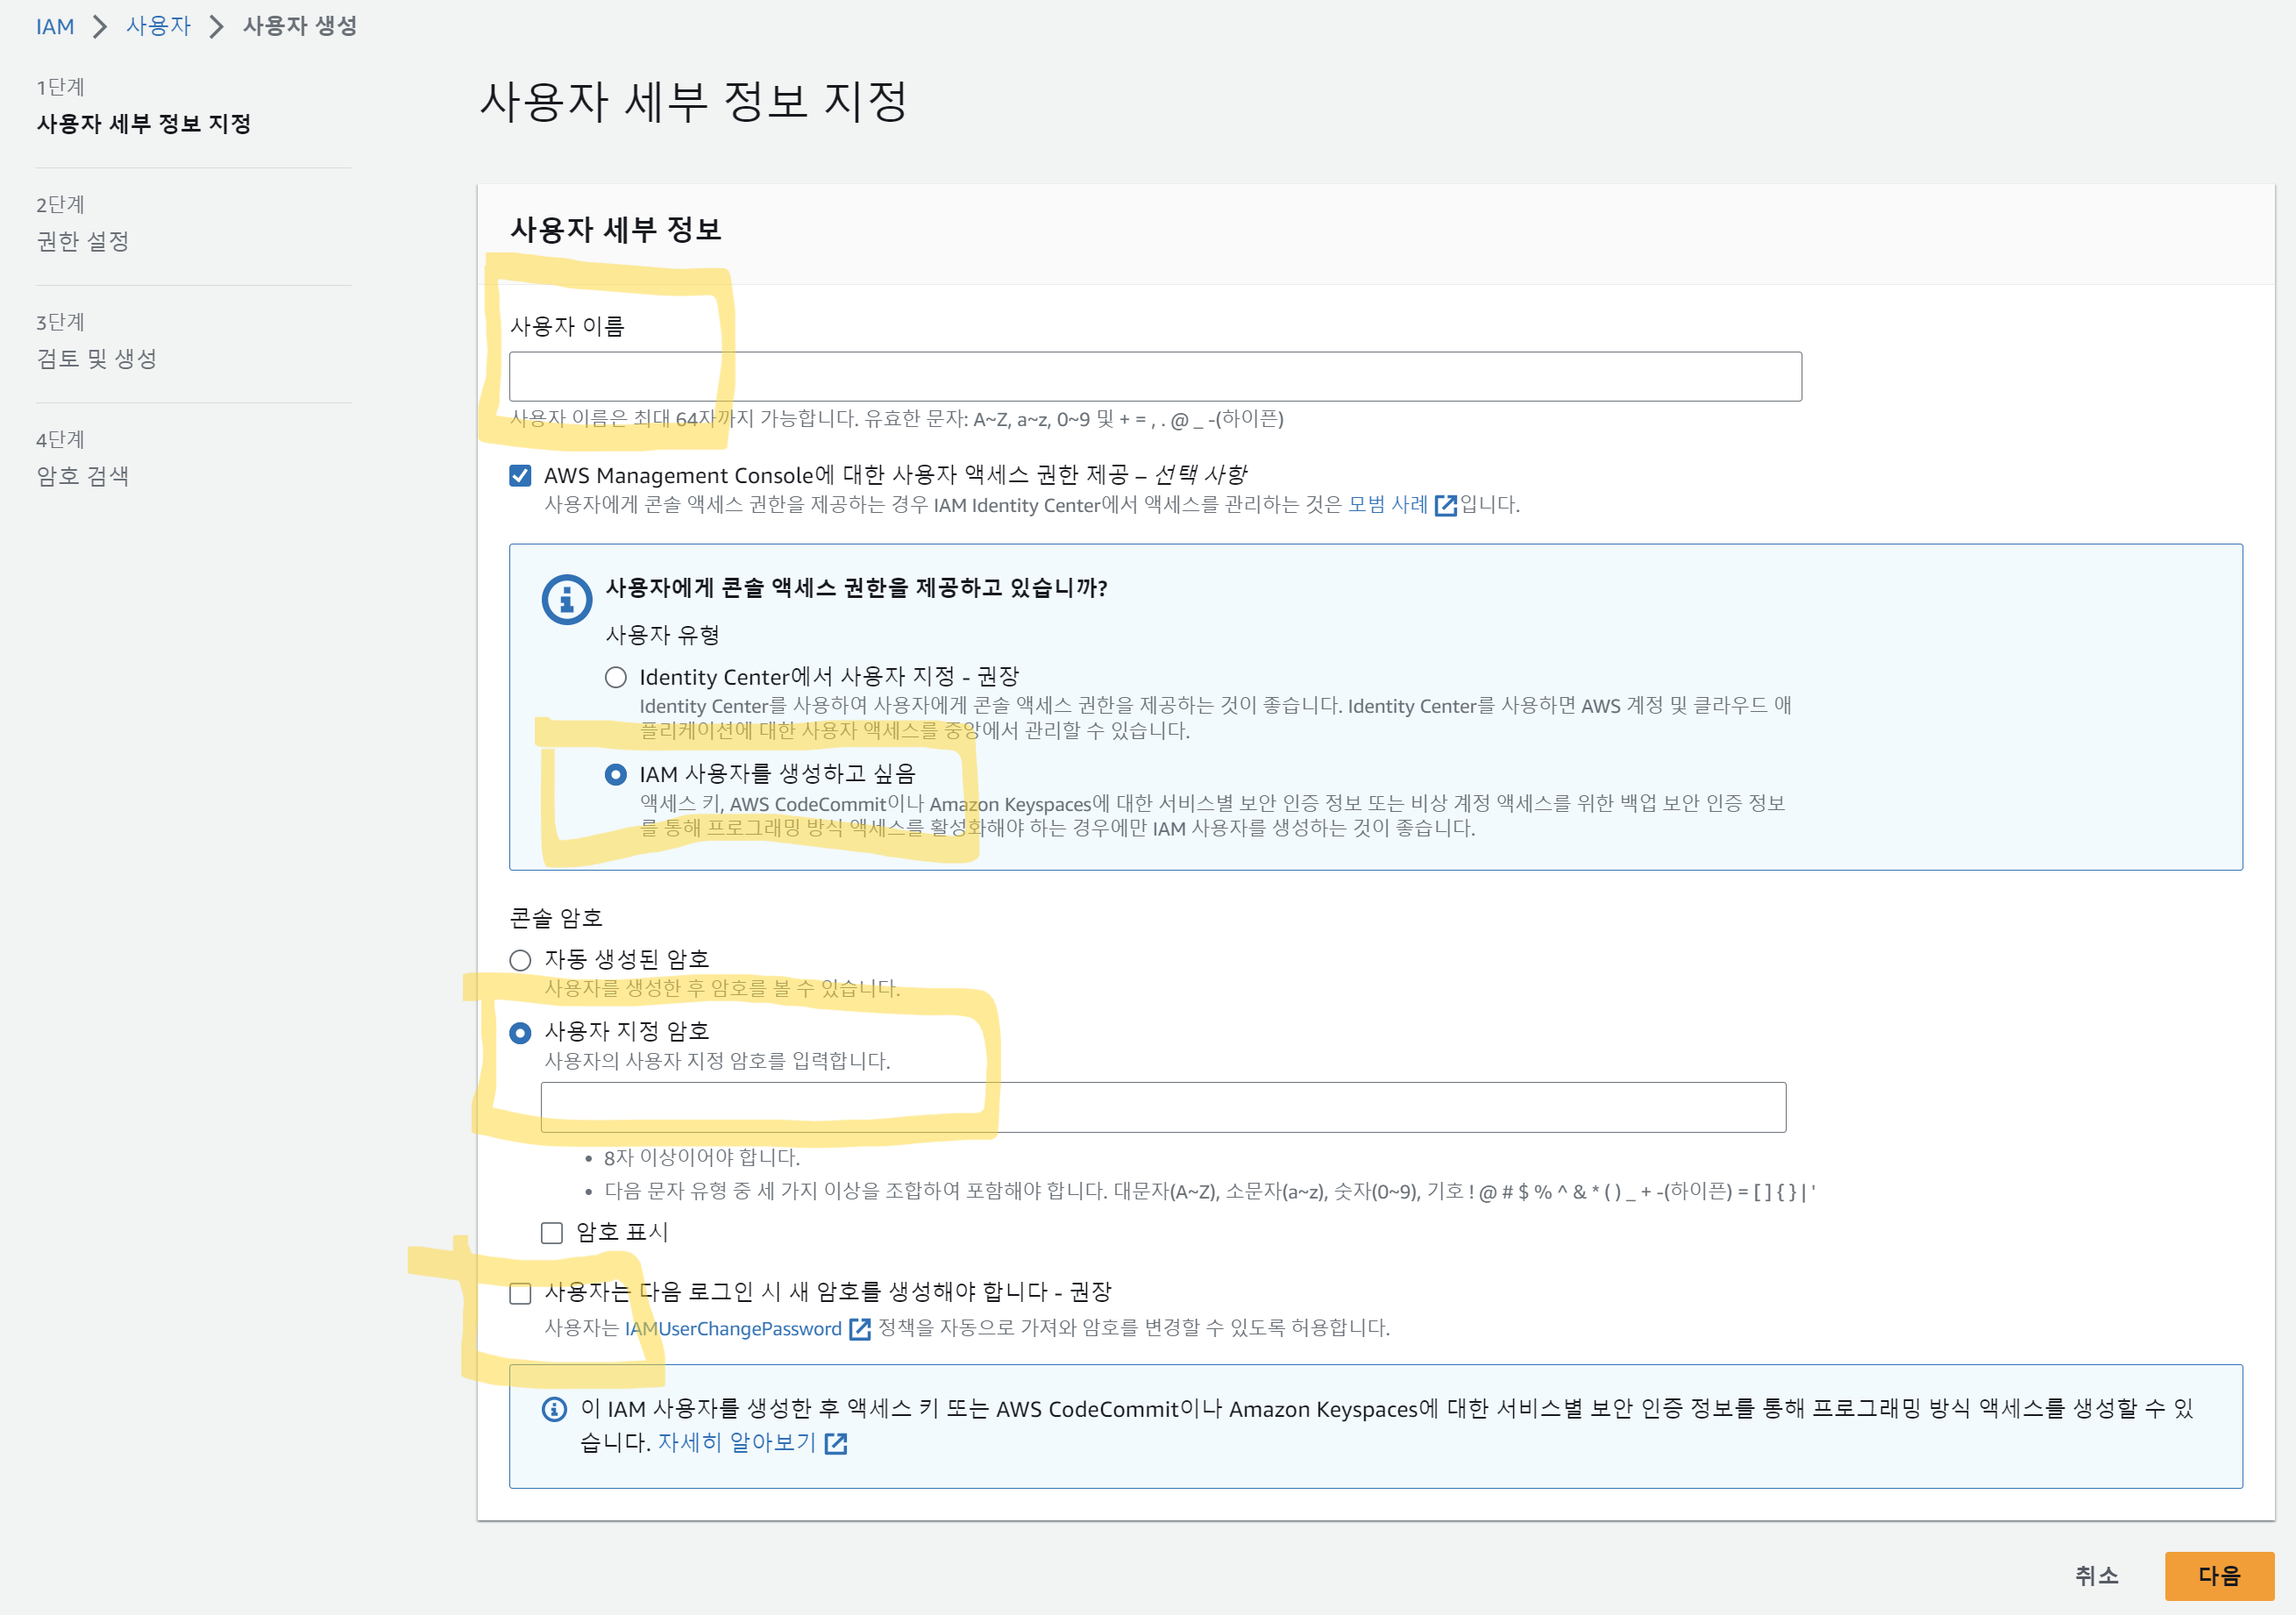 IAM > 사용자 > 사용자 생성
1단계
사용자 세부 정보 지정
2단계
권한 설정
3단계
검토 및 생성
4단계
암호 검색
사용자 세부 정보 지정
사용자 세부 정보
사용자 이름
사용자 이름은 최대 64자까지 가능합니다. 유효한 문자: A~Z, a~z, 0~9 및 + = , . @ _ -(하이픈)
AWS Management Console에 대한 사용자 액세스 권한 제공 – 선택 사항
사용자에게 콘솔 액세스 권한을 제공하는 경우 IAM Identity Center에서 액세스를 관리하는 것은 모범 사례 입니다.
사용자에게 콘솔 액세스 권한을 제공하고 있습니까?
사용자 유형
Identity Center에서 사용자 지정 - 권장
Identity Center를 사용하여 사용자에게 콘솔 액세스 권한을 제공하는 것이 좋습니다. Identity Center를 사용하면 AWS 계정 및 클라우드 애
플리케이션에 대한 사용자 액세스를 중앙에서 관리할 수 있습니다.
IAM 사용자를 생성하고 싶음
액세스 키, AWS CodeCommit이나 Amazon Keyspaces에 대한 서비스별 보안 인증 정보 또는 비상 계정 액세스를 위한 백업 보안 인증 정보
를 통해 프로그래밍 방식 액세스를 활성화해야 하는 경우에만 IAM 사용자를 생성하는 것이 좋습니다.
콘솔 암호
자동 생성된 암호
사용자를 생성한 후 암호를 볼 수 있습니다.
사용자 지정 암호
사용자의 사용자 지정 암호를 입력합니다.
• 8자 이상이어야 합니다.
• 다음 문자 유형 중 세 가지 이상을 조합하여 포함해야 합니다. 대문자(A~Z), 소문자(a~z), 숫자(0~9), 기호 ! @ # $ % ^ & * ( ) _ + -(하이픈) = [ ] { } | '
암호 표시
사용자는 다음 로그인 시 새 암호를 생성해야 합니다 - 권장
사용자는 IAMUserChangePassword 정책을 자동으로 가져와 암호를 변경할 수 있도록 허용합니다.
이 IAM 사용자를 생성한 후 액세스 키 또는 AWS CodeCommit이나 Amazon Keyspaces에 대한 서비스별 보안 인증 정보를 통해 프로그래밍 방식 액세스를 생성할 수 있
습니다. 자세히 알아보기
취소
다음